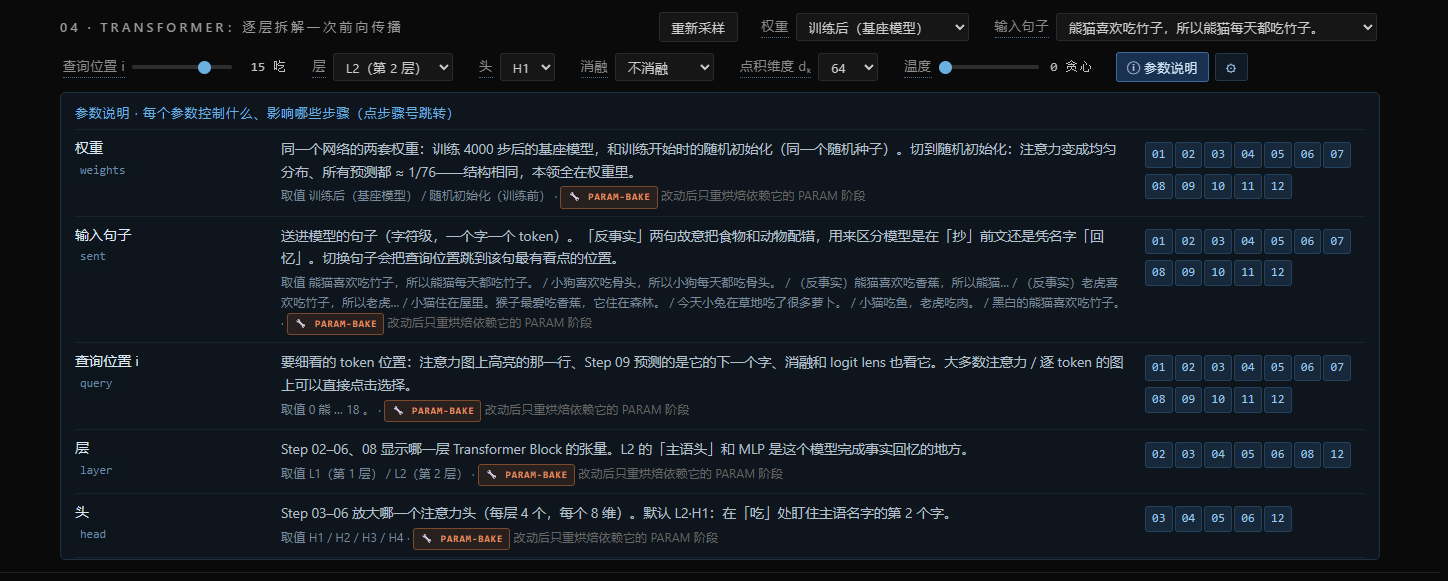 04 · TRANSFORMER: 逐层拆解一次前向传播
重新采样
权重 训练后（基座模型）
输入句子 熊猫喜欢吃竹子，所以熊猫每天都吃竹子。
查询位置 i 15 吃 层 L2（第 2 层） 头 H1 消融 不消融 点积维度 dₖ 64 温度 0 贪心 ⓘ 参数说明 ⚙
参数说明 · 每个参数控制什么、影响哪些步骤（点步骤号跳转）
权重
weights
同一个网络的两套权重：训练 4000 步后的基座模型，和训练开始时的随机初始化（同一个随机种子）。切到随机初始化：注意力变成均匀
分布、所有预测都 ≈ 1/76——结构相同，本领全在权重里。
取值 训练后（基座模型） / 随机初始化（训练前） · PARAM-BAKE 改动后只重烘焙依赖它的 PARAM 阶段
01 02 03 04 05 06 07
08 09 10 11 12
输入句子
sent
送进模型的句子（字符级，一个字一个 token）。「反事实」两句故意把食物和动物配错，用来区分模型是在「抄」前文还是凭名字「回
忆」。切换句子会把查询位置跳到该句最有看点的位置。
取值 熊猫喜欢吃竹子，所以熊猫每天都吃竹子。 / 小狗喜欢吃骨头，所以小狗每天都吃骨头。 / （反事实）熊猫喜欢吃香蕉，所以熊猫... / （反事实）老虎喜
欢吃竹子，所以老虎... / 小猫住在屋里。猴子最爱吃香蕉，它住在森林。 / 今天小兔在草地吃了很多萝卜。 / 小猫吃鱼，老虎吃肉。 / 黑白的熊猫喜欢吃竹子。
· PARAM-BAKE 改动后只重烘焙依赖它的 PARAM 阶段
01 02 03 04 05 06 07
08 09 10 11 12
查询位置 i
query
要细看的 token 位置：注意力图上高亮的那一行、Step 09 预测的是它的下一个字、消融和 logit lens 也看它。大多数注意力 / 逐 token 的图
上可以直接点击选择。
取值 0 能 ... 18 。 · PARAM-BAKE 改动后只重烘焙依赖它的 PARAM 阶段
01 02 03 04 05 06 07
08 09 10 11 12
层
layer
Step 02–06、08 显示哪一层 Transformer Block 的张量。L2 的「主语头」和 MLP 是这个模型完成事实回忆的地方。
取值 L1（第 1 层） / L2（第 2 层） · PARAM-BAKE 改动后只重烘焙依赖它的 PARAM 阶段
02 03 04 05 06 08 12
头
head
Step 03–06 放大哪一个注意力头（每层 4 个，每个 8 维）。默认 L2·H1：在「吃」处盯住主语名字的第 2 个字。
取值 H1 / H2 / H3 / H4 · PARAM-BAKE 改动后只重烘焙依赖它的 PARAM 阶段
03 04 05 06 12